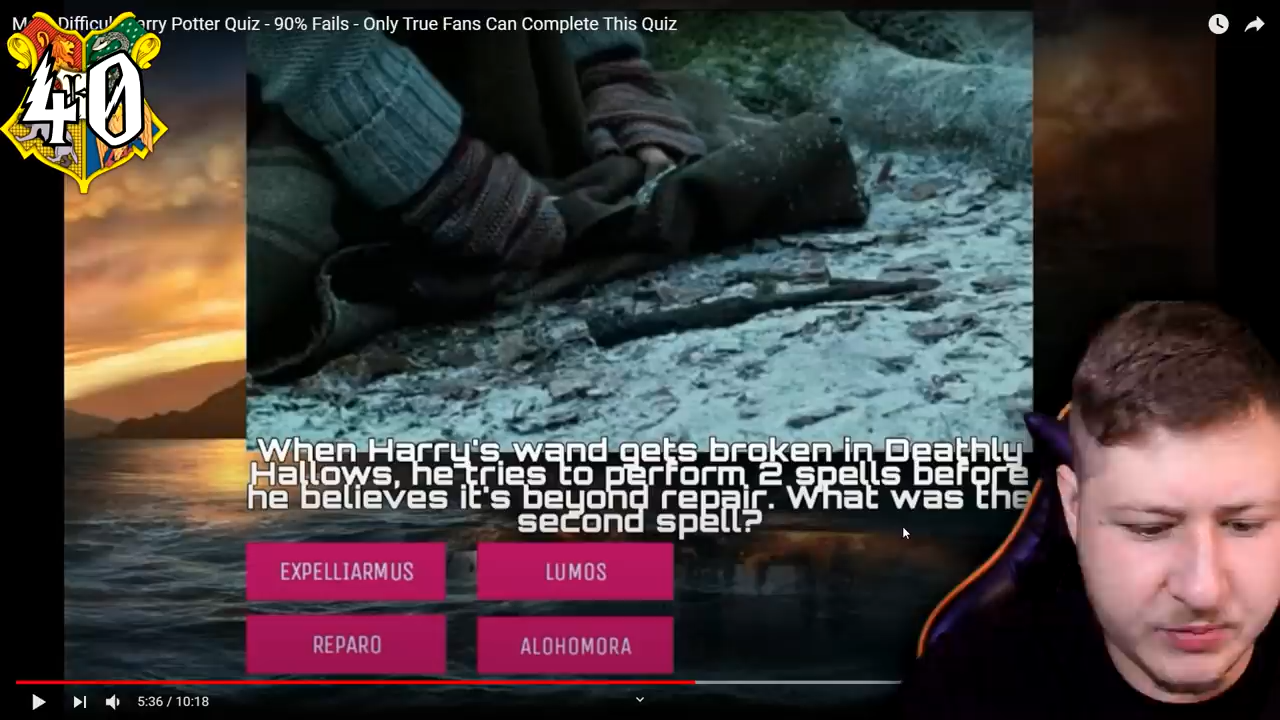 Difficul
arry Potter Quiz - 90% Fails - Only True Fans Can Complete This Quiz
40
When Harry's wand gets broken in Deathly
Hallows, he tries to perform 2 spells before
he believes it's beyond repair. What was the
second spell?
EXPELLIARMUS
LUMOS
REPARO
ALOHOMORA
5:36 / 10:18